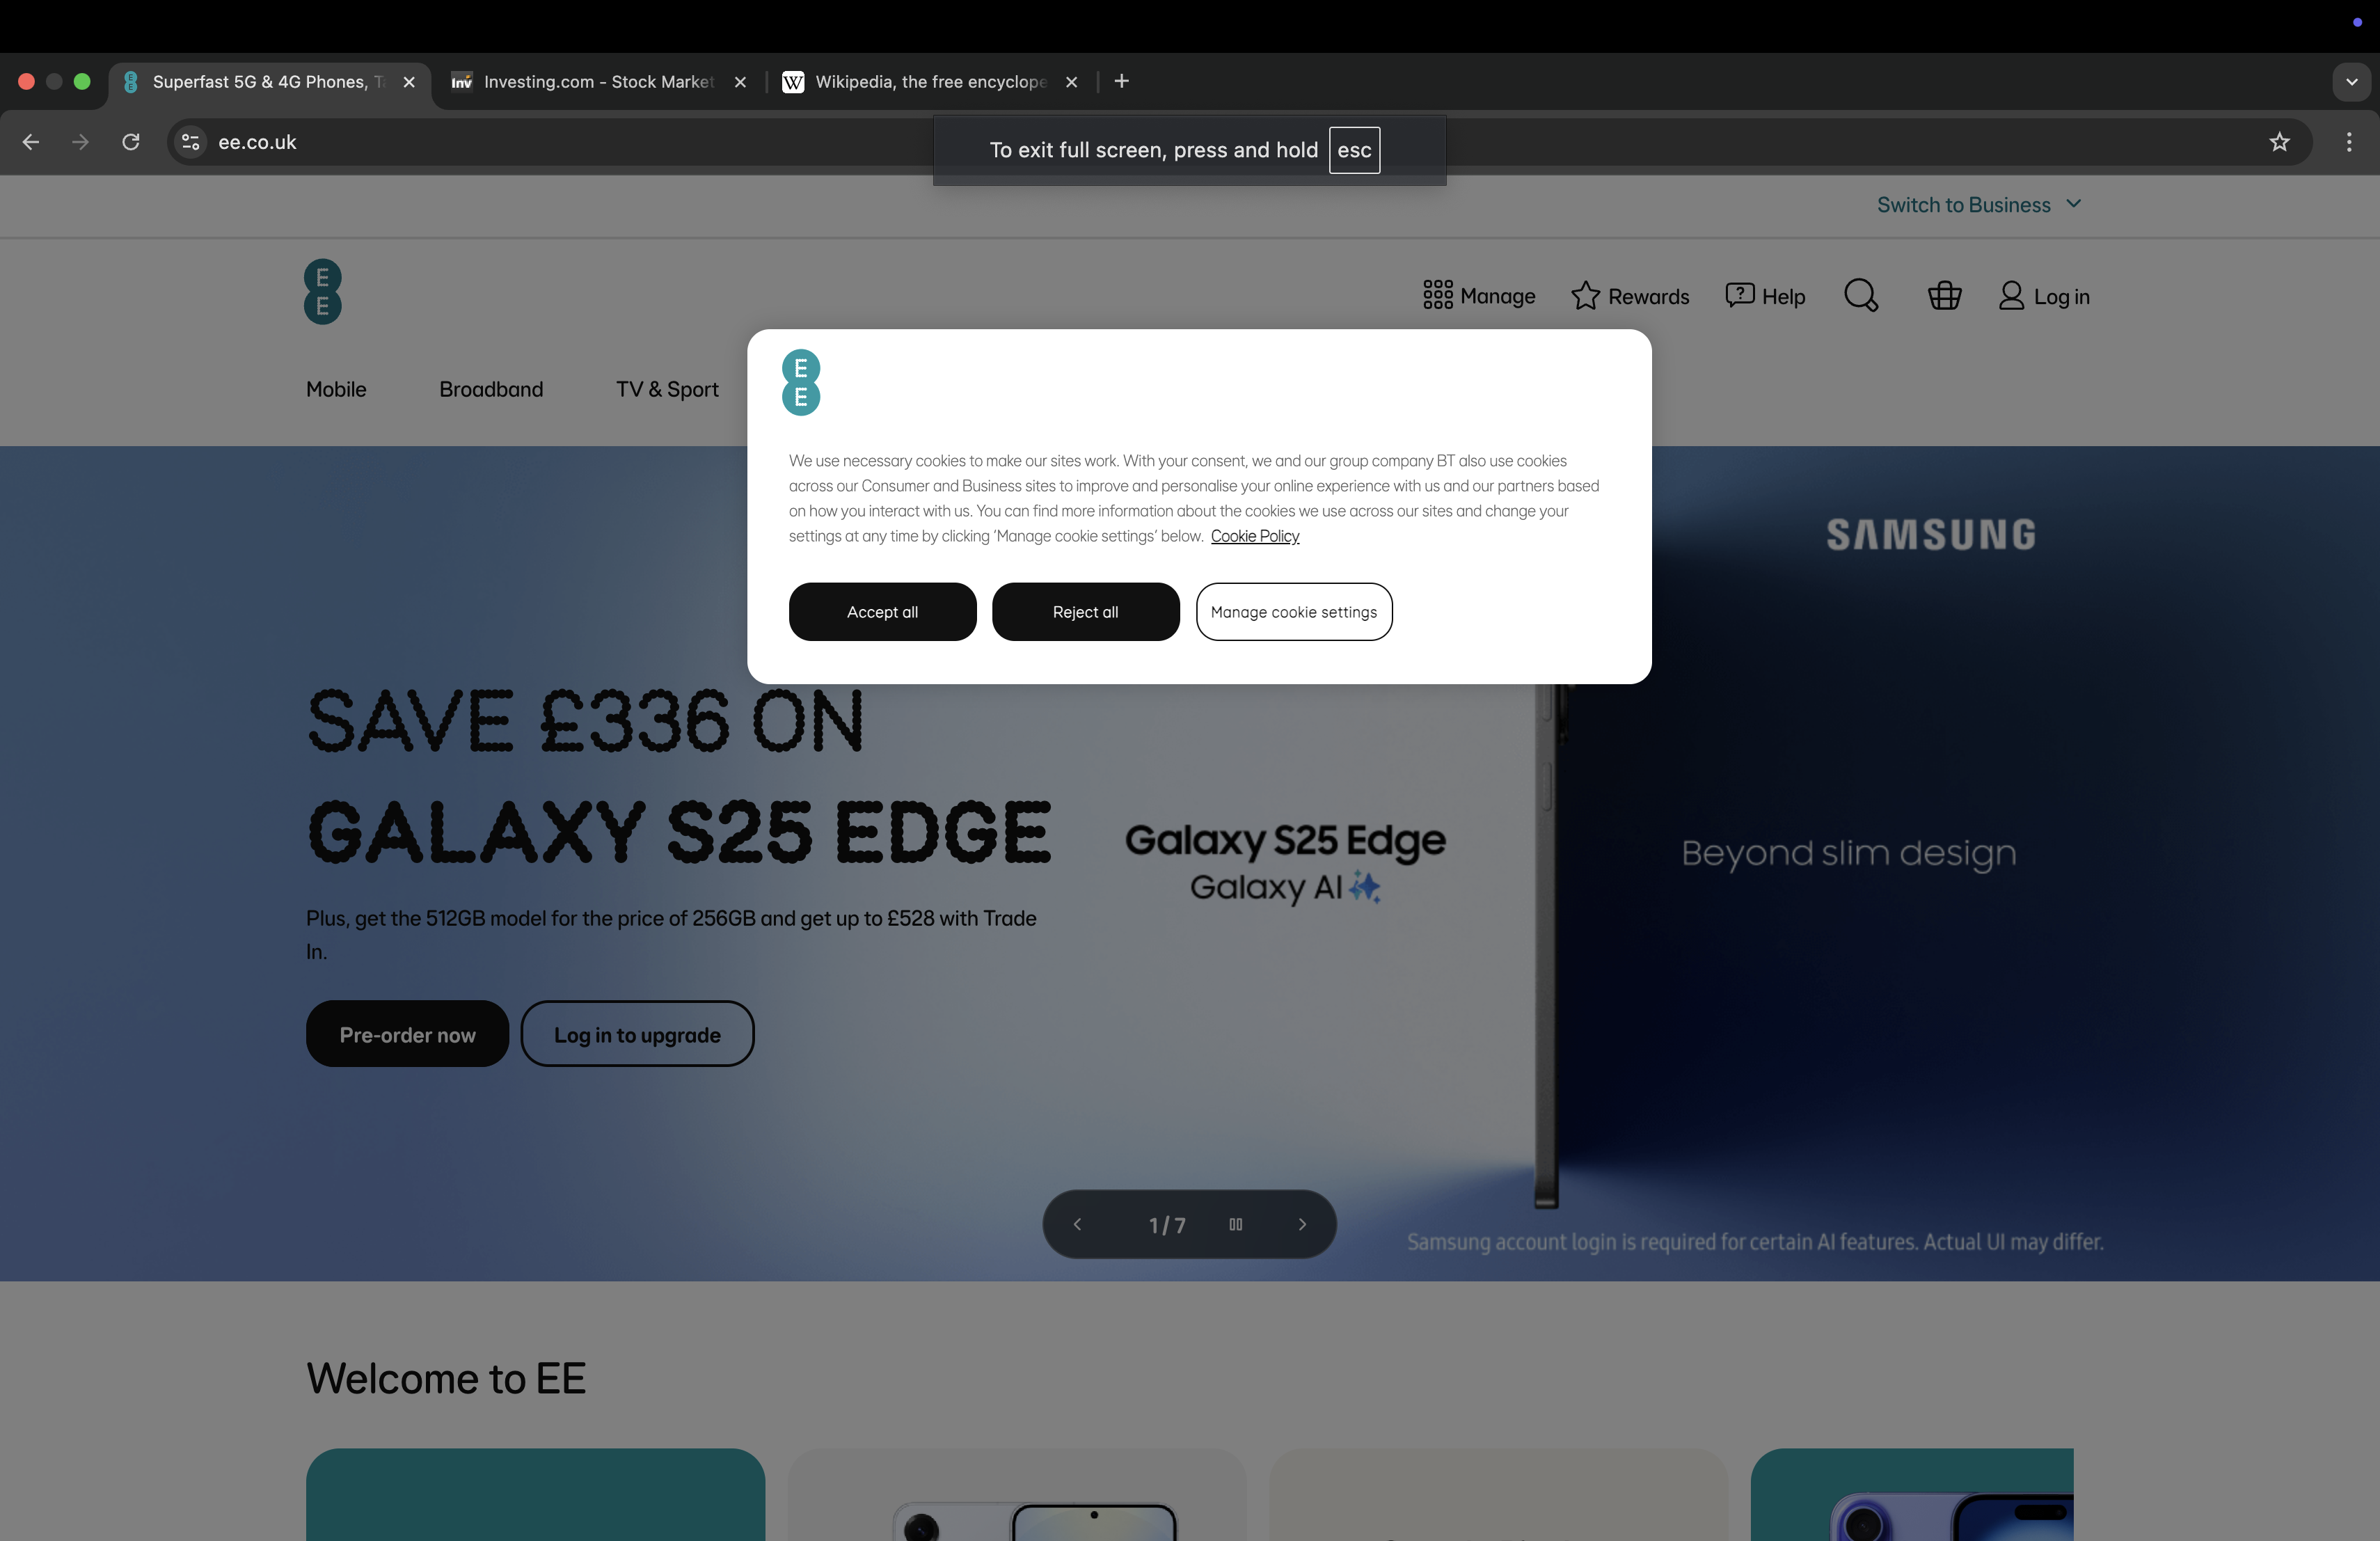 Superfast 5G & 4G Phones,
Inv Investing.com - Stock Market
W Wikipedia, the free encyclope
ee.co.uk
To exit full screen, press and hold esc
Switch to Business
E
E
Manage
Rewards
Help
Log in
Mobile
Broadband
TV & Sport
E
E
We use necessary cookies to make our sites work. With your consent, we and our group company BT also use cookies
across our Consumer and Business sites to improve and personalise your online experience with us and our partners based
on how you interact with us. You can find more information about the cookies we use across our sites and change your
settings at any time by clicking ‘Manage cookie settings’ below. Cookie Policy
Accept all
Reject all
Manage cookie settings
SAMSUNG
SAVE £336 ON
GALAXY S25 EDGE
Plus, get the 512GB model for the price of 256GB and get up to £528 with Trade
In.
Pre-order now
Log in to upgrade
Galaxy S25 Edge
Galaxy AI
Beyond slim design
1 / 7
Samsung account login is required for certain AI features. Actual UI may differ.
Welcome to EE